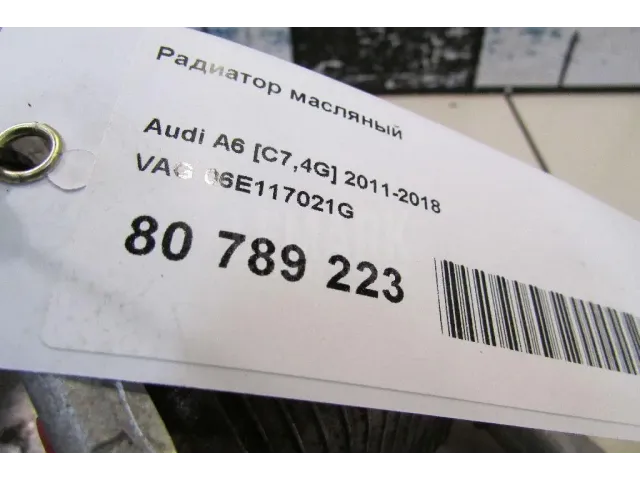 Радиатор масляный
Audi A6 [C7,4G] 2011-2018
VAG 06E117021G
80 789 223